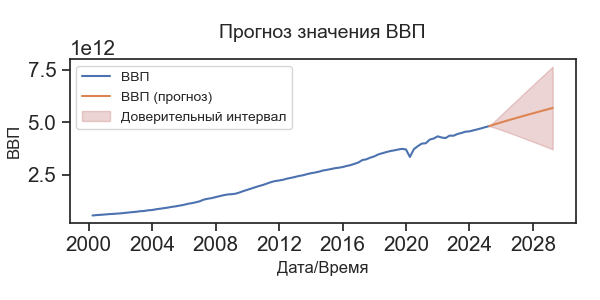 Прогноз значения ВВП
1e12
7.5
5.0
2.5
ВВП
ВВП
ВВП (прогноз)
Доверительный интервал
2000 2004 2008 2012 2016 2020 2024 2028
Дата/Время